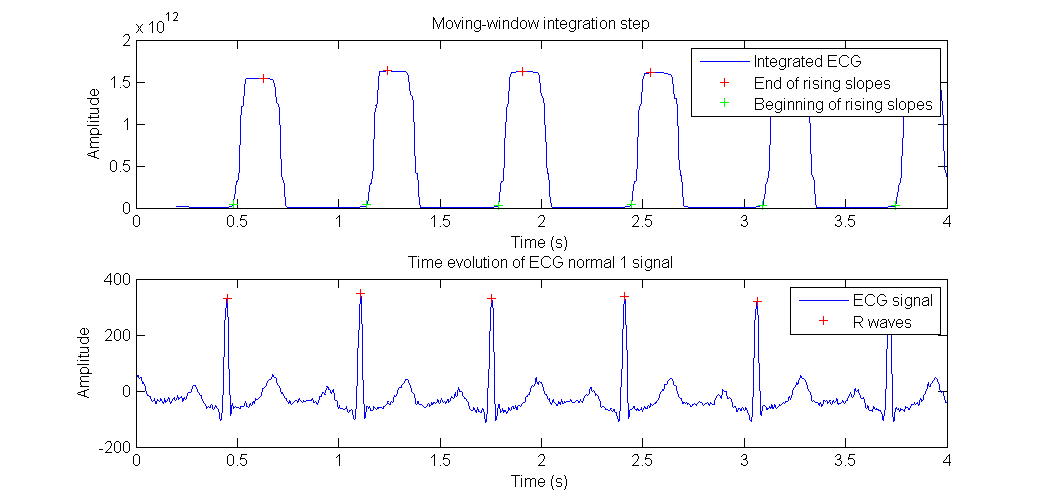 Moving-window integration step
x 10^12
2
1.5
1
0.5
0
Amplitude
Integrated ECG
End of rising slopes
Beginning of rising slopes
0 0.5 1 1.5 2 2.5 3 3.5 4
Time (s)
Time evolution of ECG normal 1 signal
400
200
0
-200
Amplitude
ECG signal
R waves
0 0.5 1 1.5 2 2.5 3 3.5 4
Time (s)